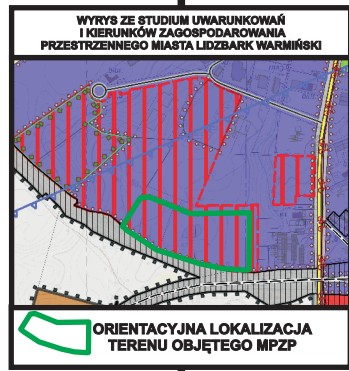 WYRYS ZE STUDIUM UWARUNKOWAŃ
I KIERUNKÓW ZAGOSPODAROWANIA
PRZESTRZENNEGO MIASTA LIDZBARK WARMIŃSKI
ORIENTACYJNA LOKALIZACJA
TERENU OBJĘTEGO MPZP